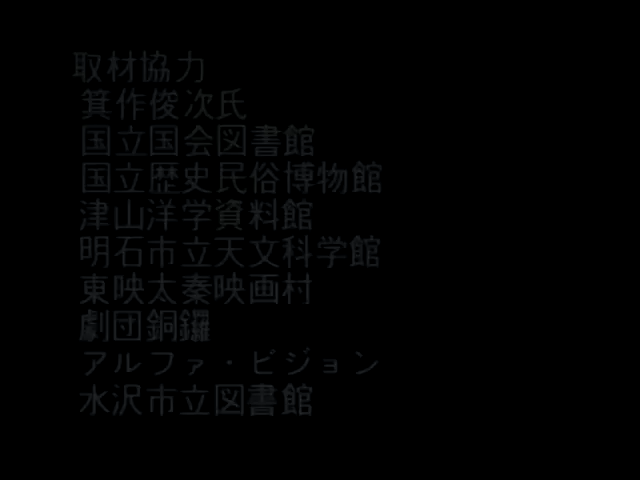 取材協力
箕作俊次氏
国立国会図書館
国立歴史民俗博物館
津山洋学資料館
明石市立天文科学館
東映太秦映画村
劇団銅鑼
アルファ・ビジョン
水沢市立図書館